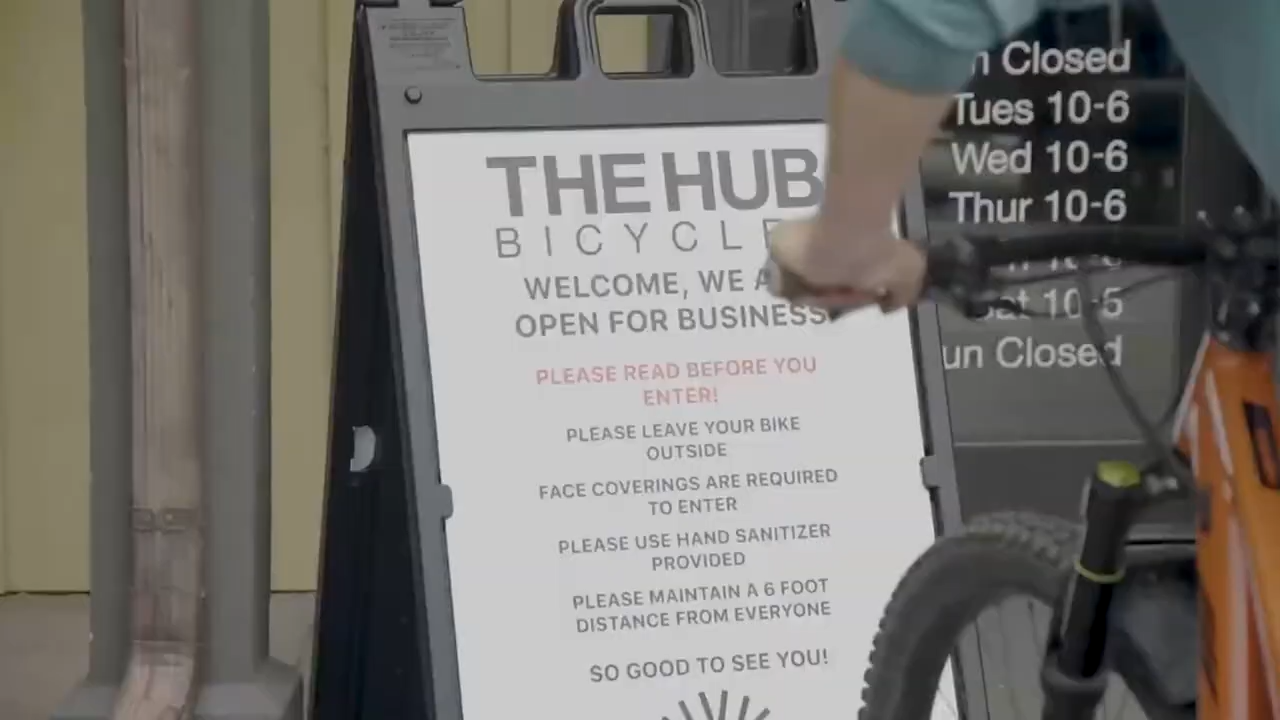 THE HUB
BICYCLE
WELCOME, WE A
OPEN FOR BUSINESS
PLEASE READ BEFORE YOU
ENTER!
PLEASE LEAVE YOUR BIKE
OUTSIDE
FACE COVERINGS ARE REQUIRED
TO ENTER
PLEASE USE HAND SANITIZER
PROVIDED
PLEASE MAINTAIN A 6 FOOT
DISTANCE FROM EVERYONE
SO GOOD TO SEE YOU!
n Closed
Tues 10-6
Wed 10-6
Thur 10-6
Sat 10-5
un Closed